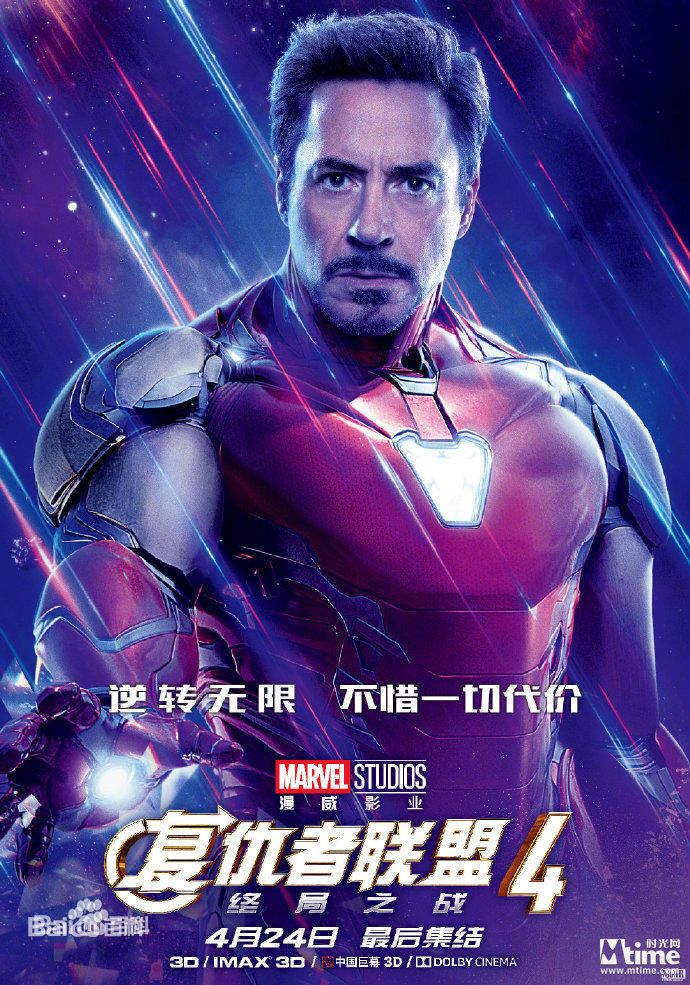 逆转无限 不惜一切代价
MARVEL STUDIOS
漫威影业
复仇者联盟4
终局之战
Bai百科
4月24日 最后集结
3D / IMAX 3D / 中国巨幕 3D / DOLBY CINEMA
Mtime 时光网
www.mtime.com